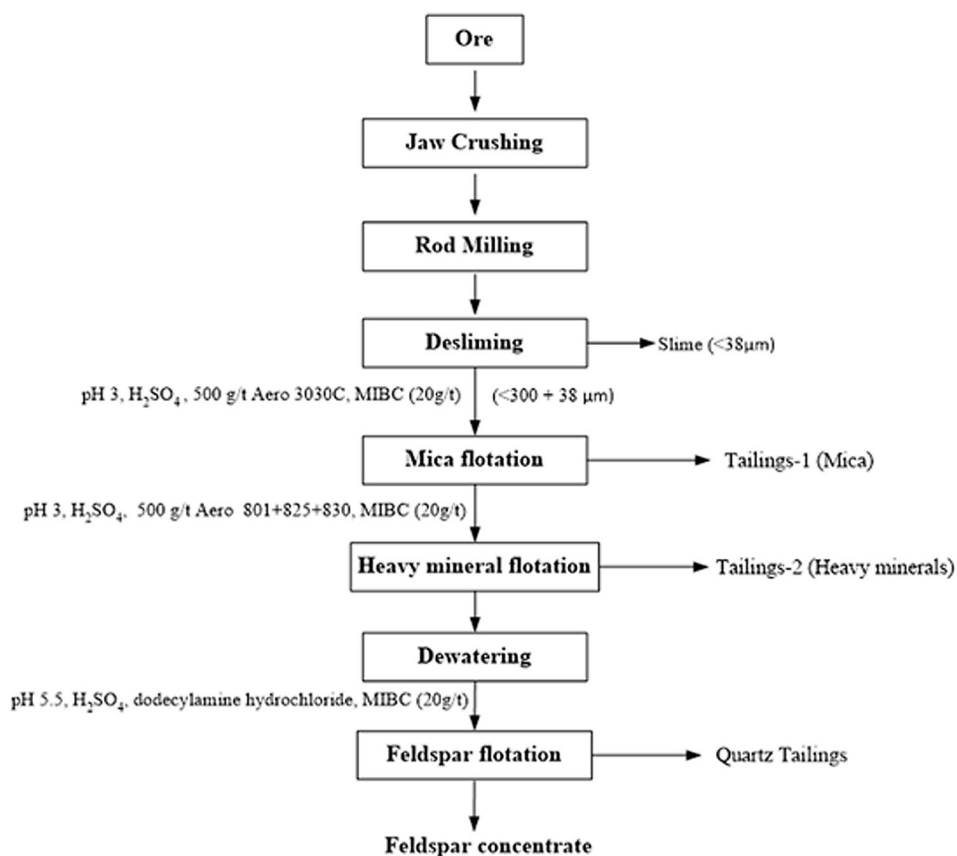 Ore
Jaw Crushing
Rod Milling
Desliming
Slime (<38μm)
pH 3, H₂SO₄, 500 g/t Aero 3030C, MIBC (20g/t)
(<300 + 38 μm)
Mica flotation
Tailings-1 (Mica)
pH 3, H₂SO₄, 500 g/t Aero 801+825+830, MIBC (20g/t)
Heavy mineral flotation
Tailings-2 (Heavy minerals)
Dewatering
pH 5.5, H₂SO₄, dodecylamine hydrochloride, MIBC (20g/t)
Feldspar flotation
Quartz Tailings
Feldspar concentrate